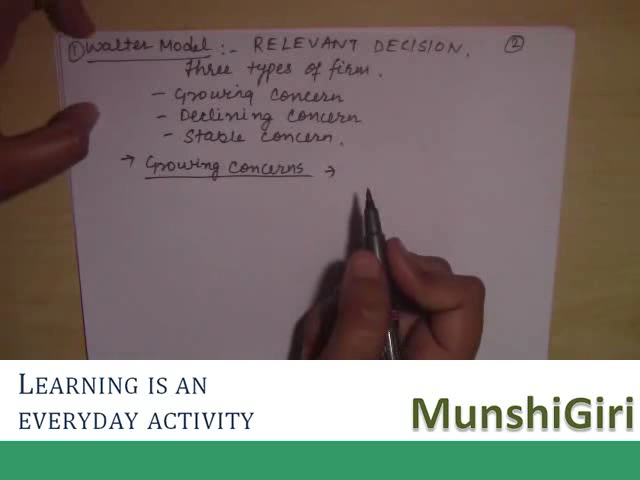 ① Walter Model :- RELEVANT DECISION. ②
Three types of firm.
- Growing concern
- Declining concern
- Stable concern.
→ Growing concerns →
LEARNING IS AN
EVERYDAY ACTIVITY
MunshiGiri